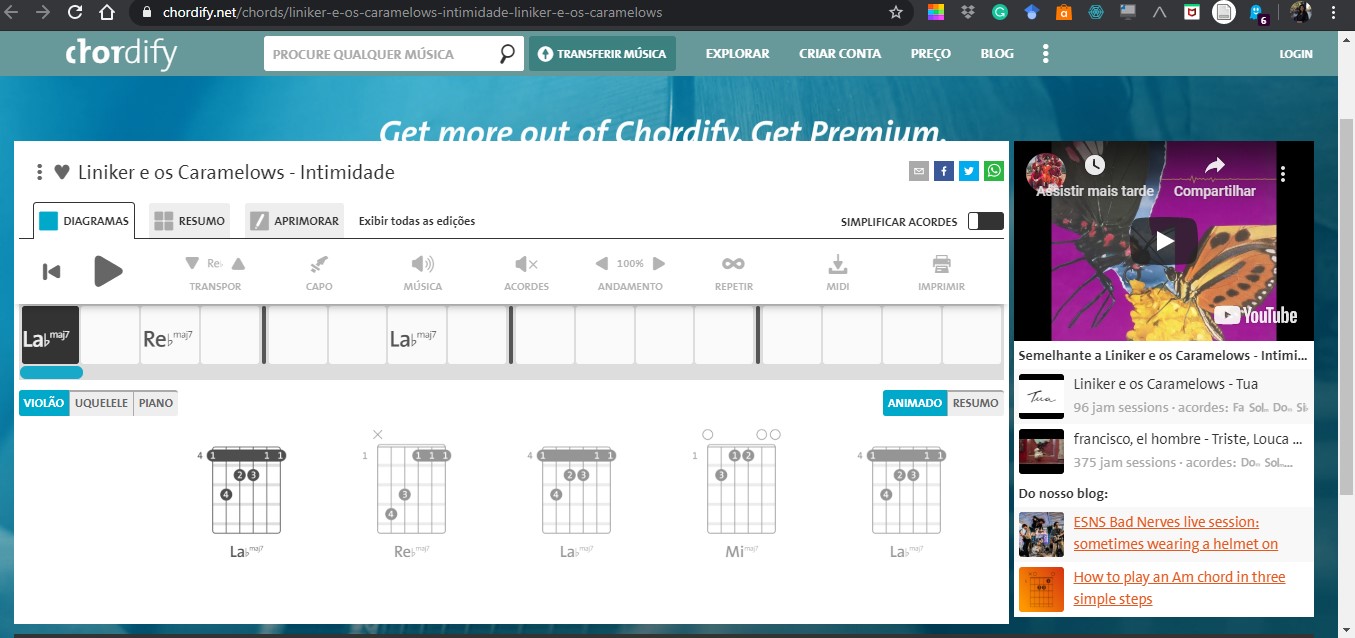 chordify.net/chords/liniker-e-os-caramelows-intimidade-liniker-e-os-caramelows
6
chordify
PROCURE QUALQUER MÚSICA
TRANSFERIR MÚSICA
EXPLORAR
CRIAR CONTA
PREÇO
BLOG
LOGIN
Get more out of Chordify. Get Premium.
Liniker e os Caramelows - Intimidade
DIAGRAMAS
RESUMO
APRIMORAR
Exibir todas as edições
SIMPLIFICAR ACORDES
Re♭
100%
TRANSPOR
CAPO
MÚSICA
ACORDES
ANDAMENTO
REPETIR
MIDI
IMPRIMIR
La♭maj7
Re♭maj7
La♭maj7
VIOLÃO
UQUELELE
PIANO
ANIMADO
RESUMO
4 1 1 1
2 3
4
La♭maj7
1 1 1 1
3
4
Re♭maj7
4 1 1 1
2 3
4
La♭maj7
1 1 2
3
Mimaj7
4 1 1 1
2 3
4
La♭maj7
Assistir mais tarde
Compartilhar
YouTube
Semelhante a Liniker e os Caramelows - Intimi...
Tua
Liniker e os Caramelows - Tua
96 jam sessions · acordes: Fa
francisco, el hombre - Triste, Louca ...
375 jam sessions · acordes:
Do nosso blog:
ESNS Bad Nerves live session:
sometimes wearing a helmet on
How to play an Am chord in three
simple steps